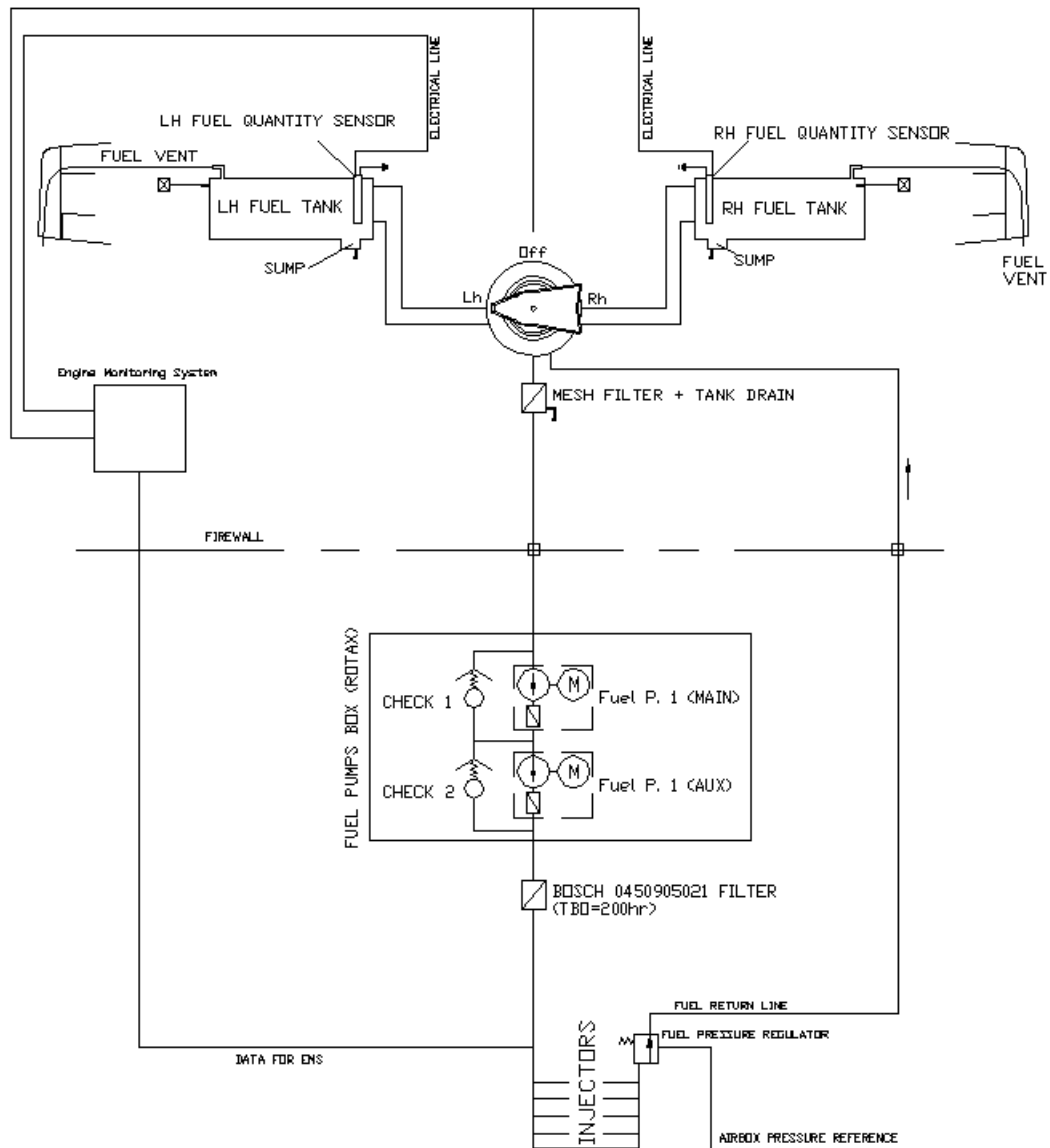 ELECTRICAL LINE
ELECTRICAL LINE
LH FUEL QUANTITY SENSOR
RH FUEL QUANTITY SENSOR
FUEL VENT
LH FUEL TANK
RH FUEL TANK
SUMP
SUMP
FUEL
VENT
Off
Lh
Rh
Engine Monitoring System
MESH FILTER + TANK DRAIN
FIREWALL
FUEL PUMPS BOX (ROTAX)
CHECK 1
M
Fuel P. 1 (MAIN)
CHECK 2
M
Fuel P. 1 (AUX)
BOSCH 0450905021 FILTER
(TBO=200hr)
FUEL RETURN LINE
FUEL PRESSURE REGULATOR
INJECTORS
DATA FOR EMS
AIRBOX PRESSURE REFERENCE